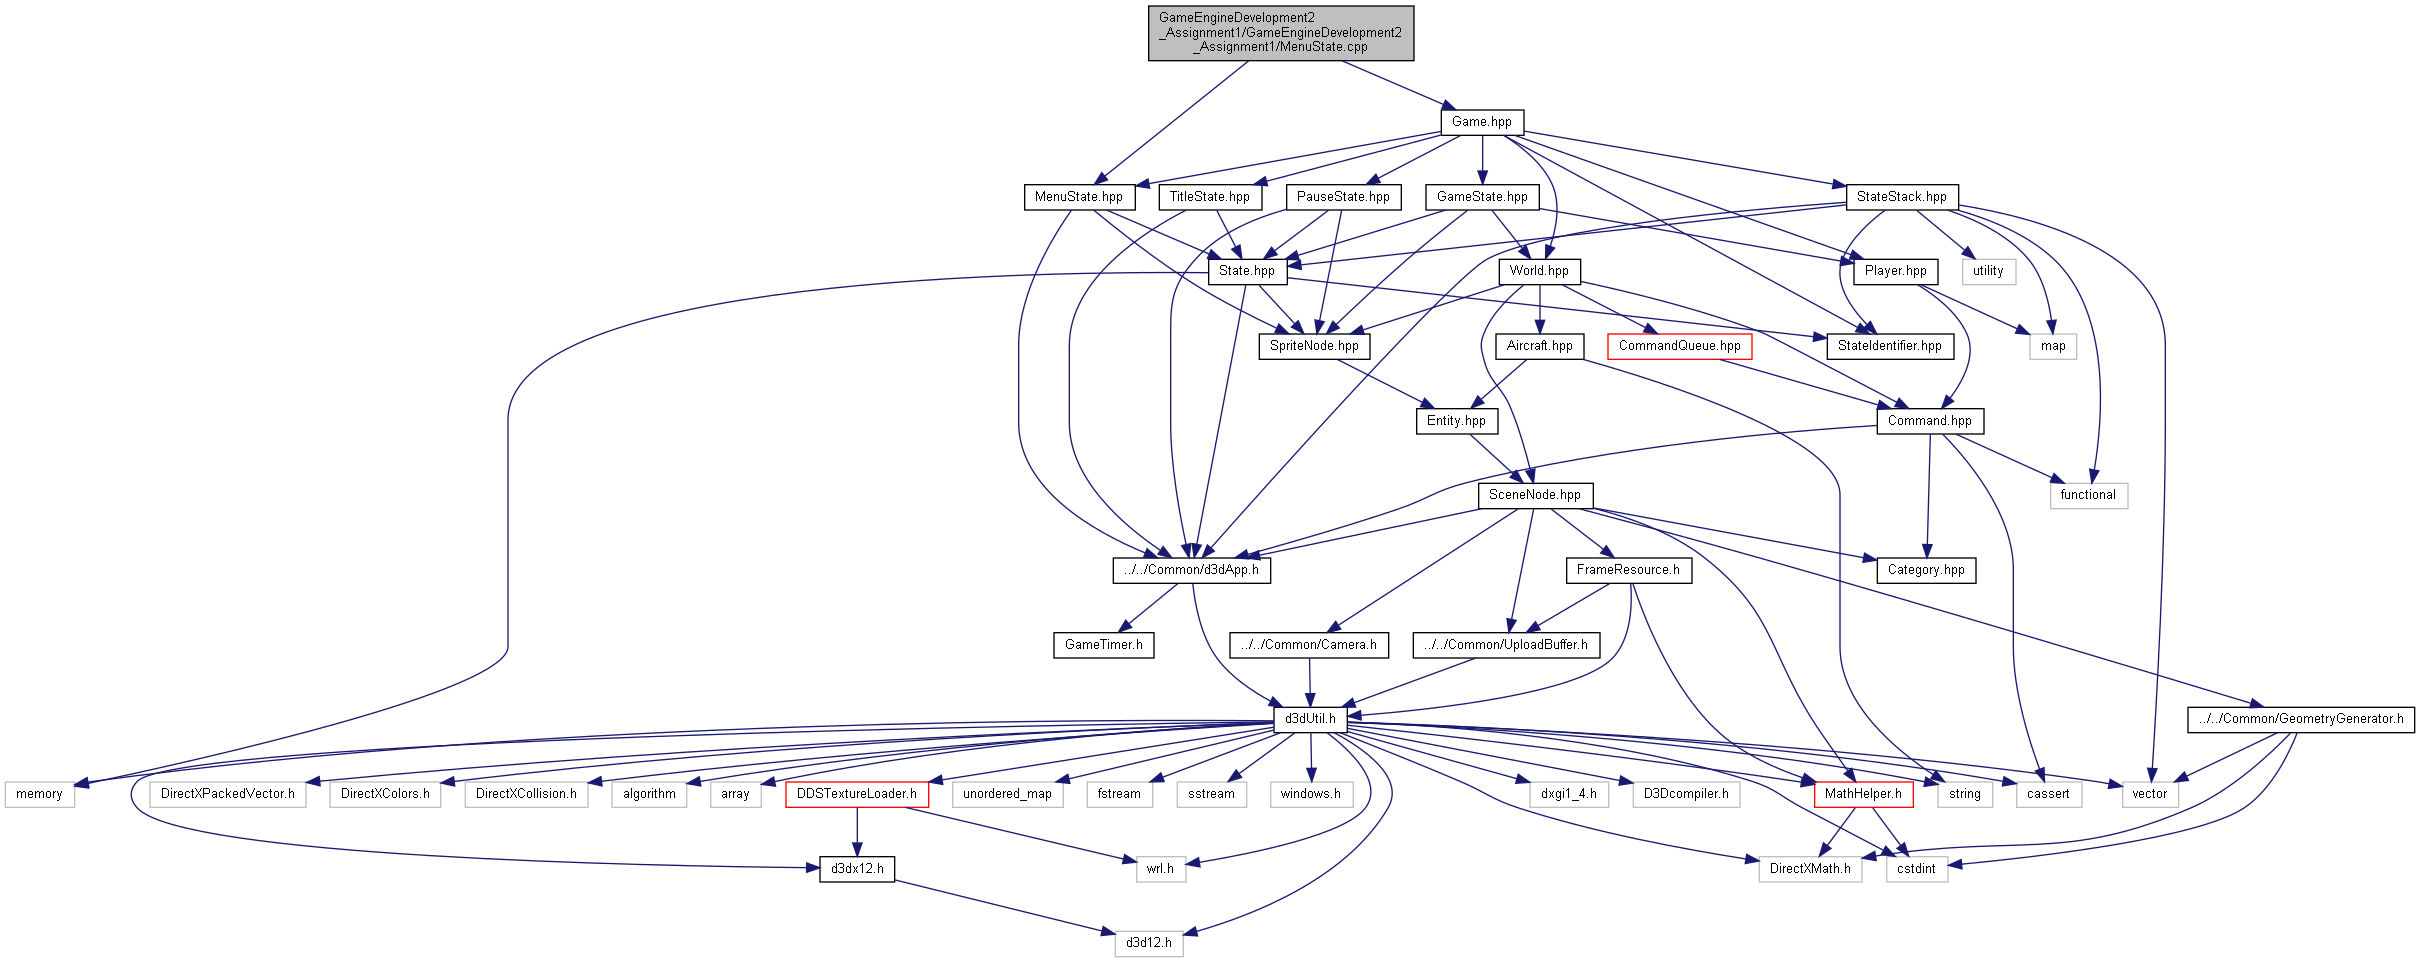 GameEngineDevelopment2
_Assignment1/GameEngineDevelopment2
_Assignment1/MenuState.cpp
Game.hpp
MenuState.hpp
TitleState.hpp
PauseState.hpp
GameState.hpp
StateStack.hpp
State.hpp
World.hpp
Player.hpp
utility
SpriteNode.hpp
Aircraft.hpp
CommandQueue.hpp
StateIdentifier.hpp
map
Entity.hpp
Command.hpp
SceneNode.hpp
functional
../../Common/d3dApp.h
FrameResource.h
Category.hpp
GameTimer.h
../../Common/Camera.h
../../Common/UploadBuffer.h
d3dUtil.h
../../Common/GeometryGenerator.h
memory
DirectXPackedVector.h
DirectXColors.h
DirectXCollision.h
algorithm
array
DDSTextureLoader.h
unordered_map
fstream
sstream
windows.h
dxgi1_4.h
D3Dcompiler.h
MathHelper.h
string
cassert
vector
d3dx12.h
wrl.h
DirectXMath.h
cstdint
d3d12.h